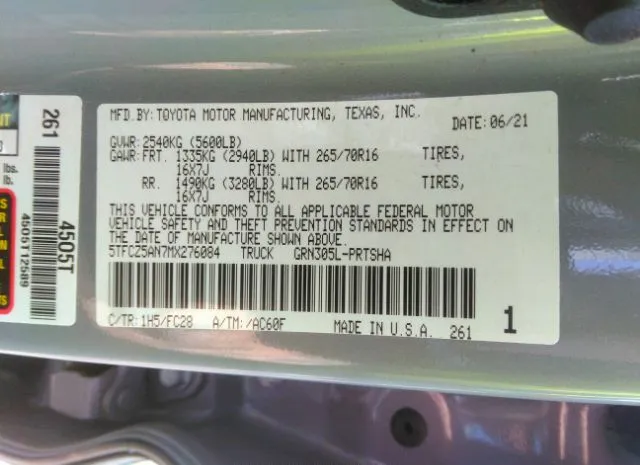 MFD.BY:TOYOTA MOTOR MANUFACTURING, TEXAS, INC.
DATE:06/21
GVWR:2540KG (5600LB)
GAWR:FRT. 1335KG (2940LB) WITH 265/70R16 TIRES,
16X7J RIMS.
RR. 1490KG (3280LB) WITH 265/70R16 TIRES,
16X7J RIMS.
THIS VEHICLE CONFORMS TO ALL APPLICABLE FEDERAL MOTOR
VEHICLE SAFETY AND THEFT PREVENTION STANDARDS IN EFFECT ON
THE DATE OF MANUFACTURE SHOWN ABOVE.
5TFCZ5AN7MX276084 TRUCK GRN305L-PRTSHA
C/TR:1H5/FC28 A/TM:/AC60F MADE IN U.S.A. 261
1
261
4505T
4505T12589
lbs.
lb.